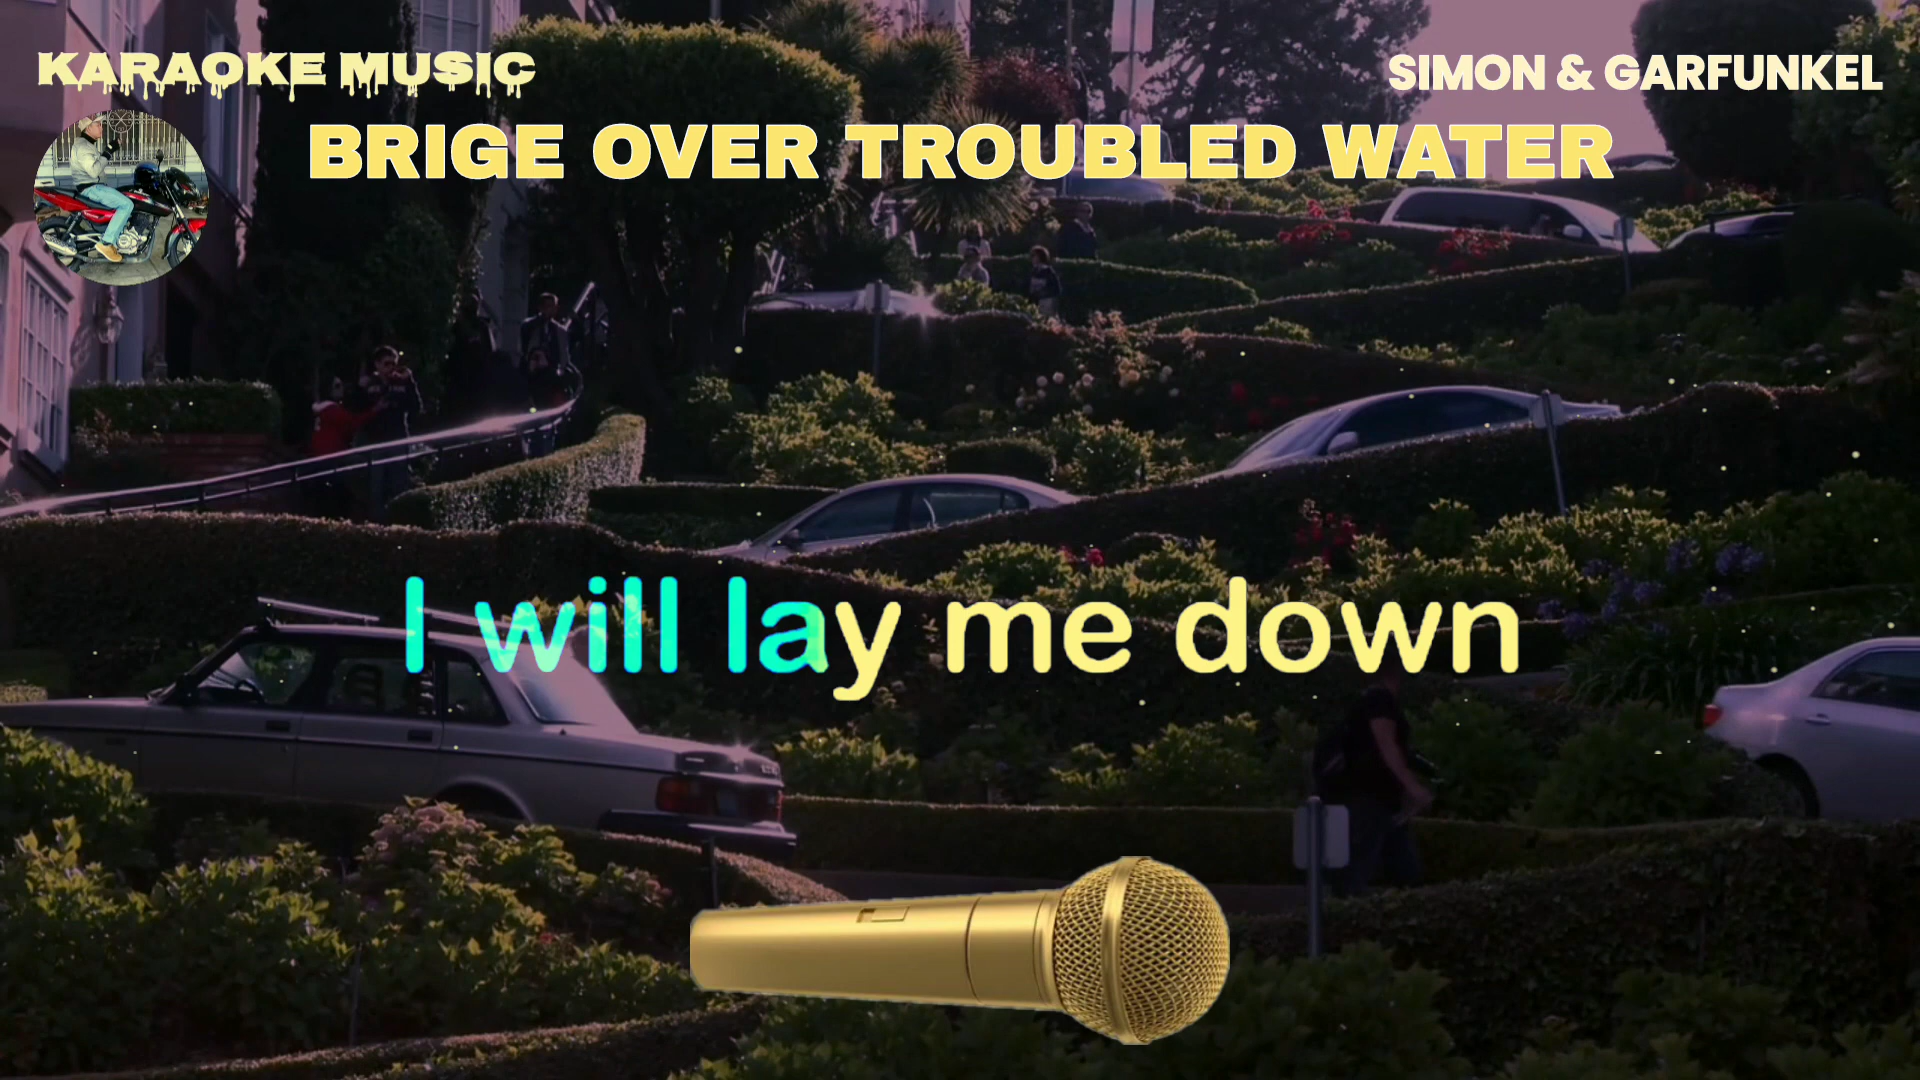 KARAOKE MUSIC
SIMON & GARFUNKEL
BRIGE OVER TROUBLED WATER
I will lay me down